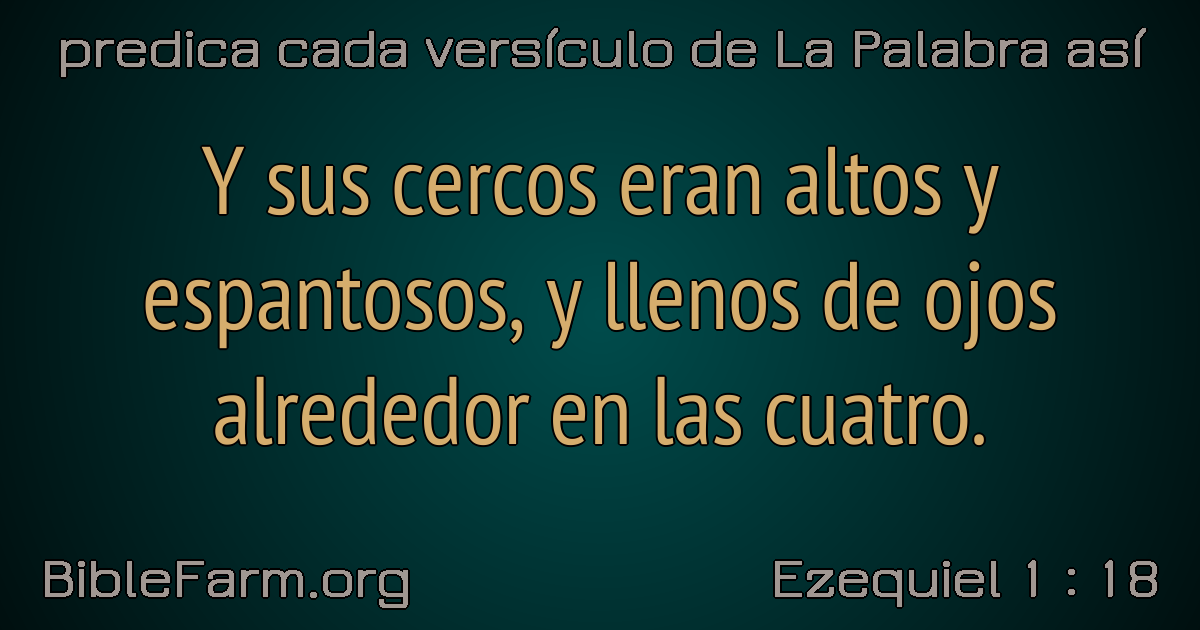 predica cada versículo de La Palabra así
Y sus cercos eran altos y
espantosos, y llenos de ojos
alrededor en las cuatro.
BibleFarm.org
Ezequiel 1 : 18